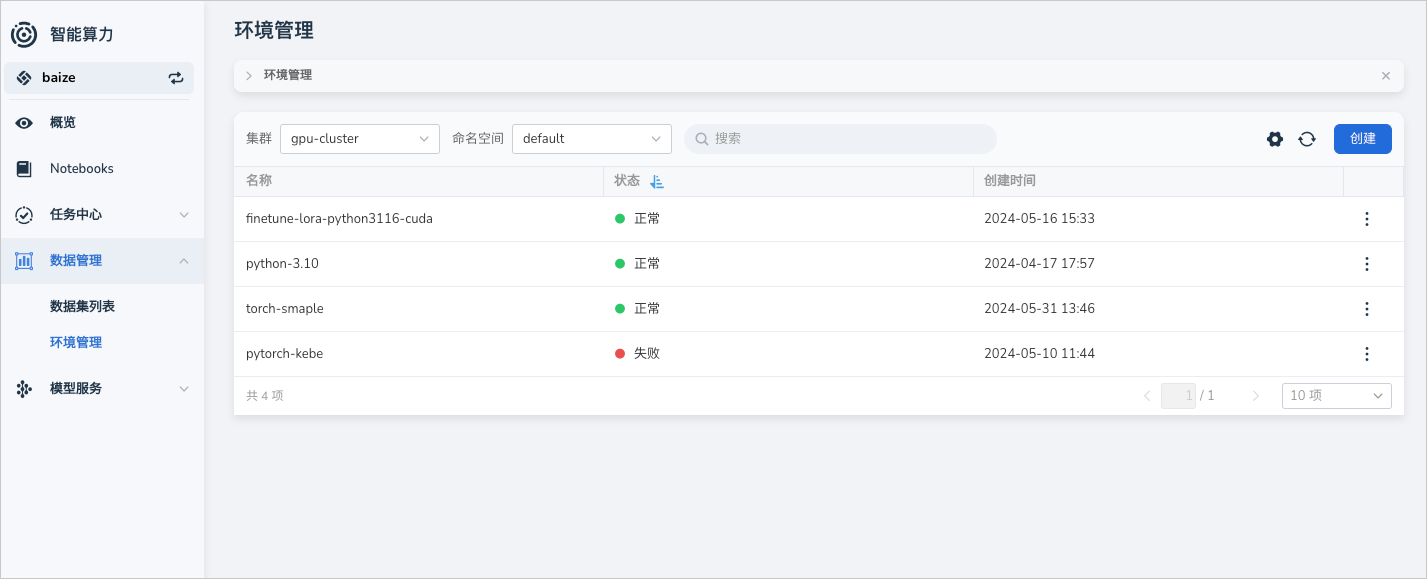 智能算力
baize
概览
Notebooks
任务中心
数据管理
数据集列表
环境管理
模型服务
环境管理
环境管理
集群 gpu-cluster 命名空间 default 搜索 创建
名称 状态 创建时间
finetune-lora-python3116-cuda 正常 2024-05-16 15:33
python-3.10 正常 2024-04-17 17:57
torch-smaple 正常 2024-05-31 13:46
pytorch-kebe 失败 2024-05-10 11:44
共 4 项 1 / 1 10 项